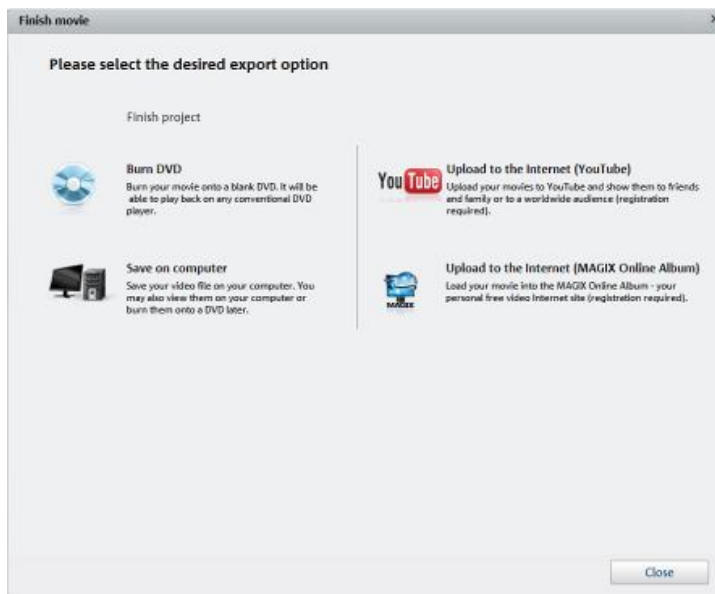 Finish movie
Please select the desired export option
Finish project
Burn DVD
Burn your movie onto a blank DVD. It will be
able to play back on any conventional DVD
player.
Save on computer
Save your video file on your computer. You
may also view them on your computer or
burn them onto a DVD later.
You Tube
Upload to the Internet (YouTube)
Upload your movies to YouTube and show them to friends
and family or to a worldwide audience (registration
required).
MAGIX
Upload to the Internet (MAGIX Online Album)
Load your movie into the MAGIX Online Album - your
personal free video Internet site (registration required).
Close